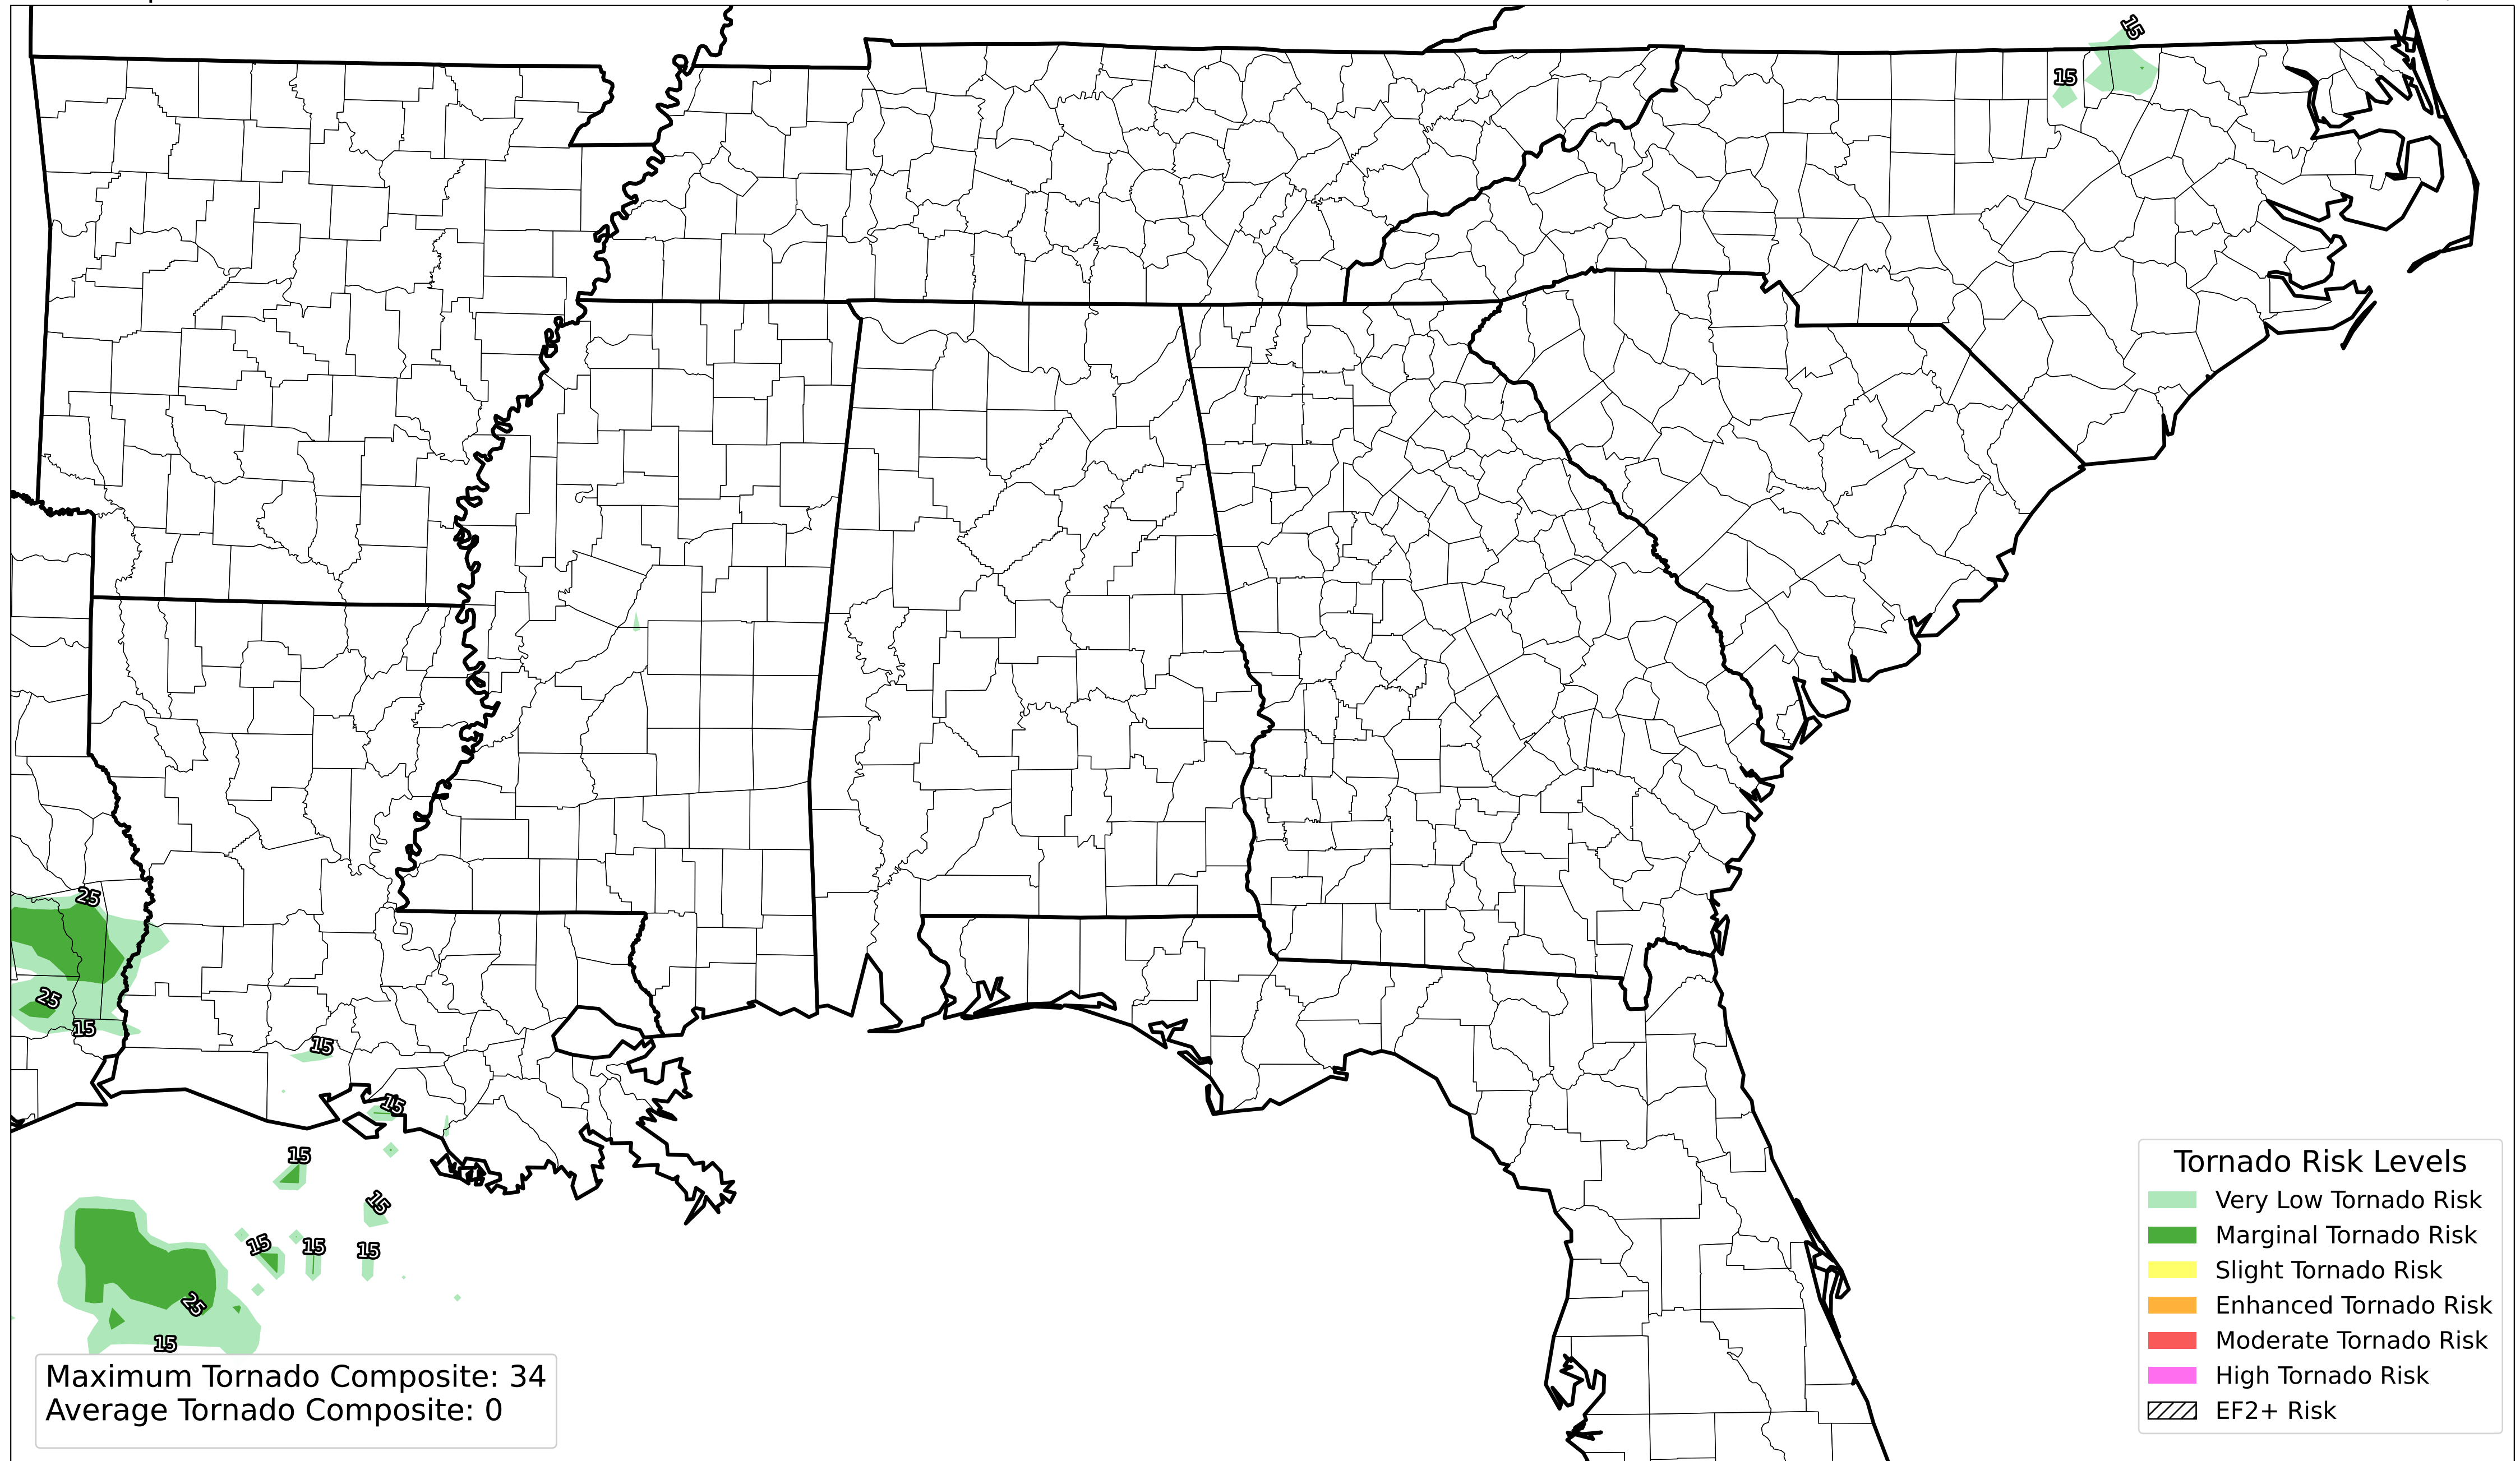 15
15
25
25
15
15
15
15
15
15
15
15
25
15
Maximum Tornado Composite: 34
Average Tornado Composite: 0
Tornado Risk Levels
Very Low Tornado Risk
Marginal Tornado Risk
Slight Tornado Risk
Enhanced Tornado Risk
Moderate Tornado Risk
High Tornado Risk
EF2+ Risk